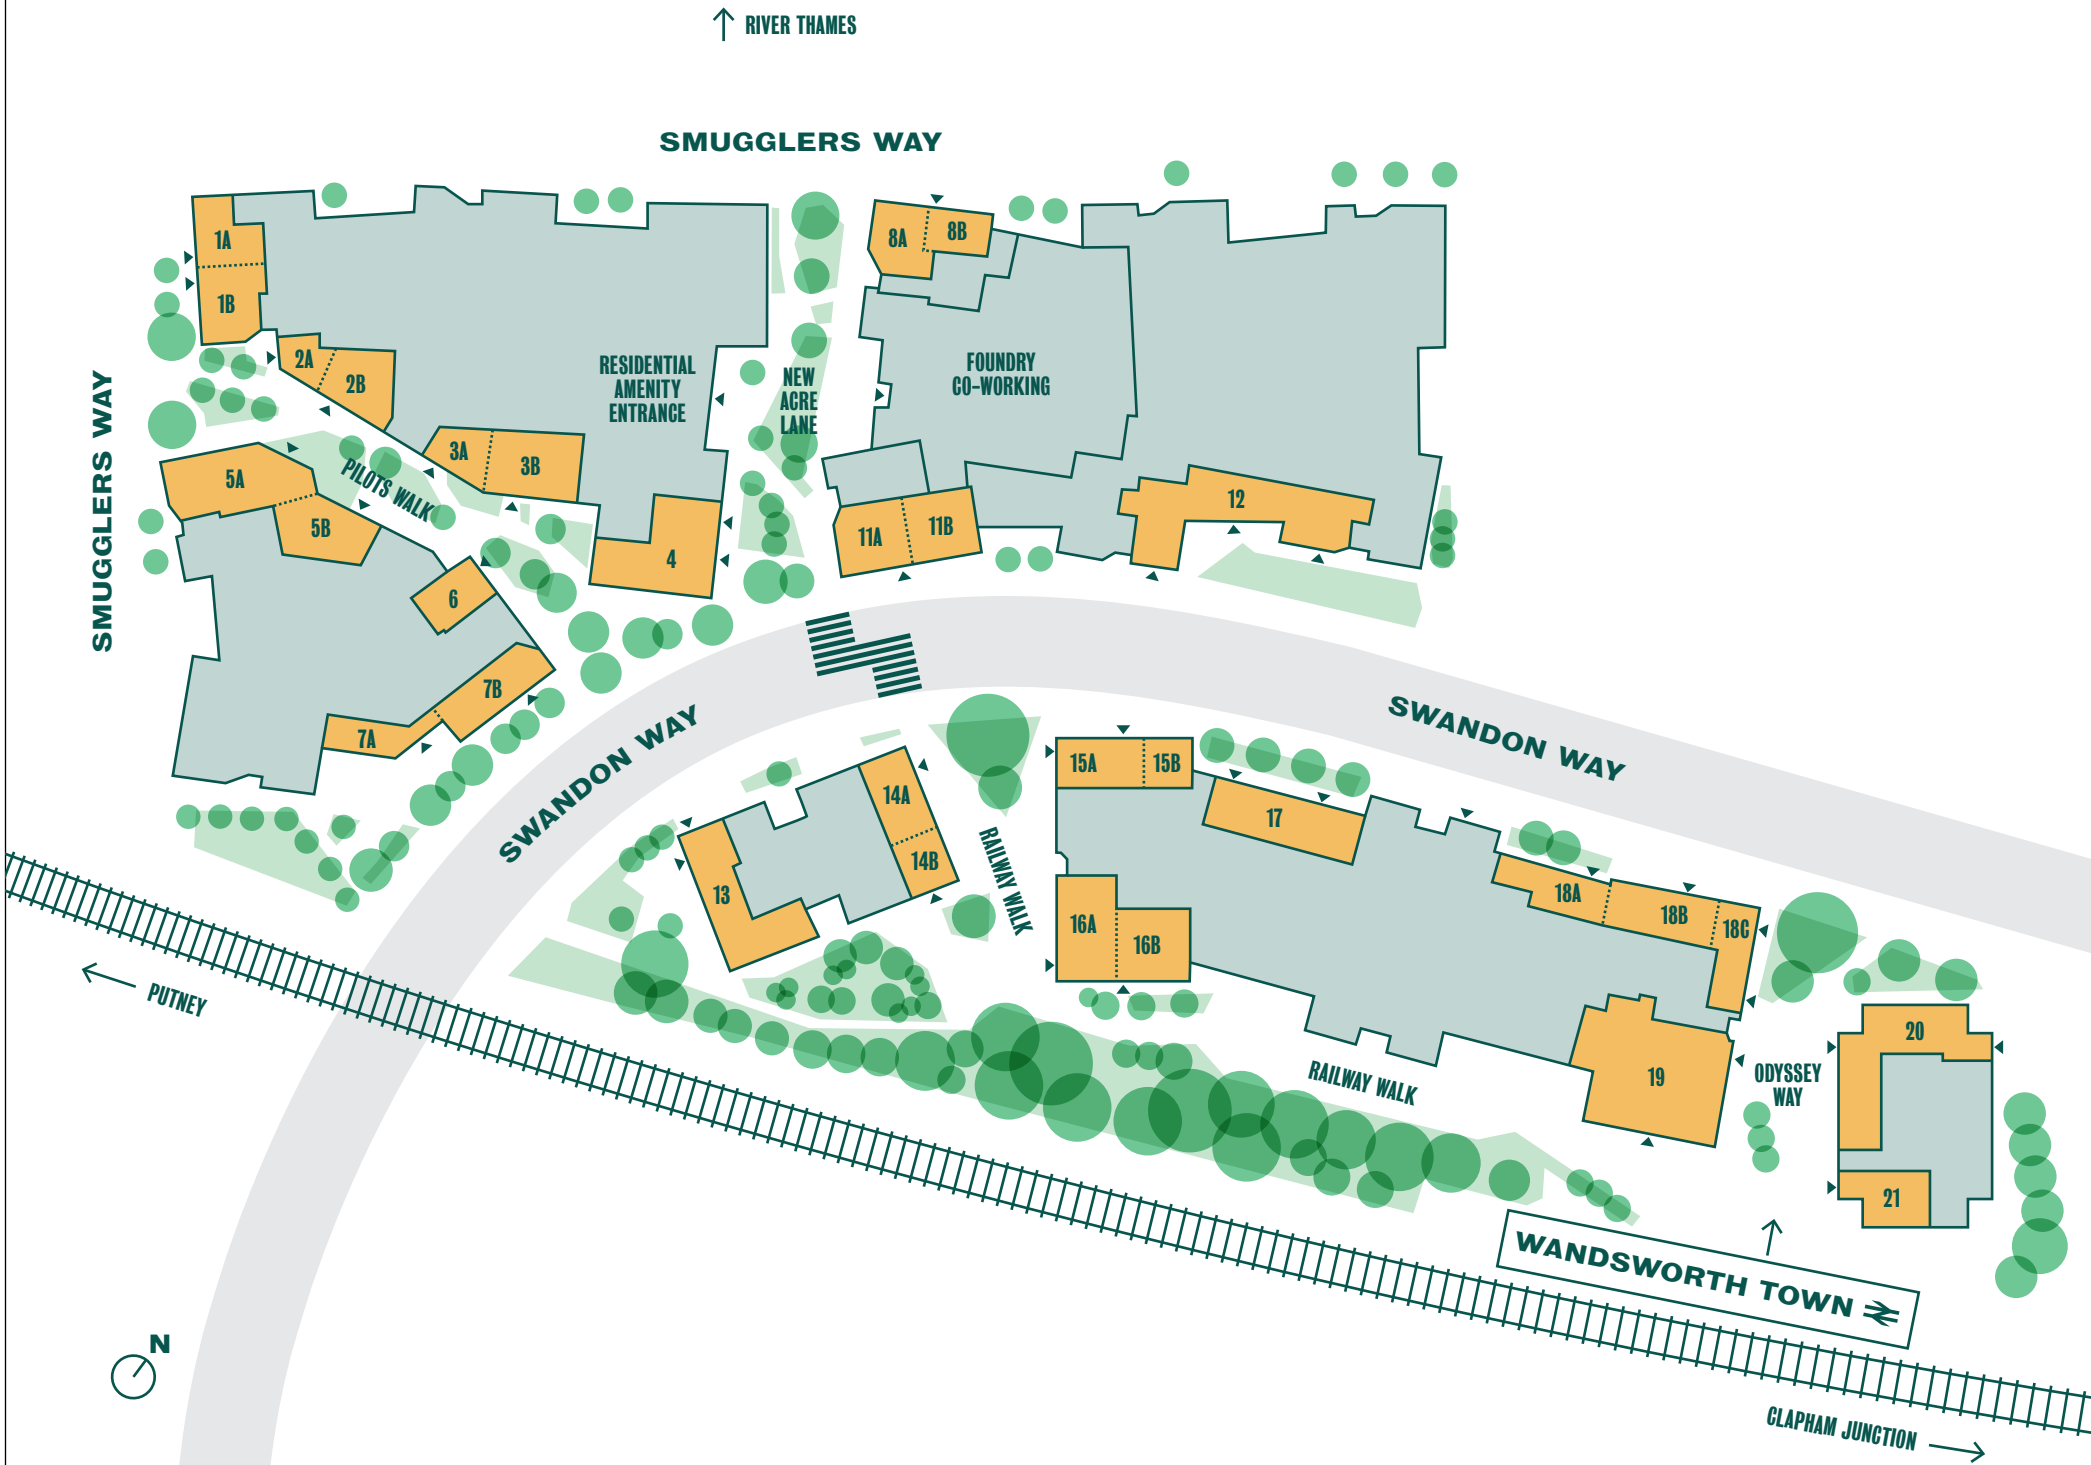 RIVER THAMES
SMUGGLERS WAY
1A
1B
2A
2B
3A
3B
4
RESIDENTIAL
AMENITY
ENTRANCE
NEW
ACRE
LANE
8A
8B
FOUNDRY
CO-WORKING
11A
11B
12
SMUGGLERS WAY
PILOTS WALK
5A
5B
6
7A
7B
SWANDON WAY
SWANDON WAY
13
14A
14B
RAILWAY WALK
15A
15B
16A
16B
17
18A
18B
18C
19
RAILWAY WALK
ODYSSEY
WAY
20
21
PUTNEY
WANDSWORTH TOWN
CLAPHAM JUNCTION
N